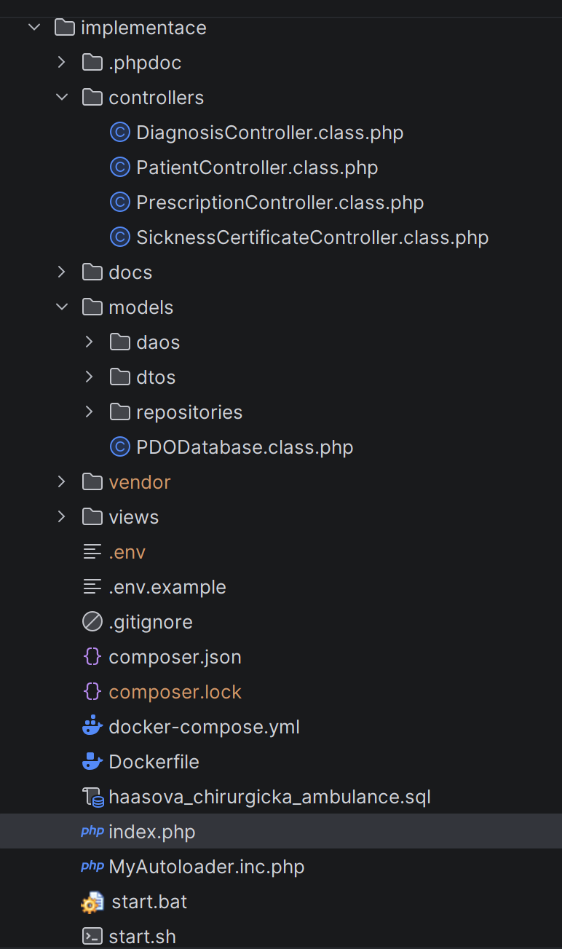 implementace
.phpdoc
controllers
DiagnosisController.class.php
PatientController.class.php
PrescriptionController.class.php
SicknessCertificateController.class.php
docs
models
daos
dtos
repositories
PDODatabase.class.php
vendor
views
.env
.env.example
.gitignore
composer.json
composer.lock
docker-compose.yml
Dockerfile
haasova_chirurgicka_ambulance.sql
php index.php
php MyAutoloader.inc.php
start.bat
start.sh